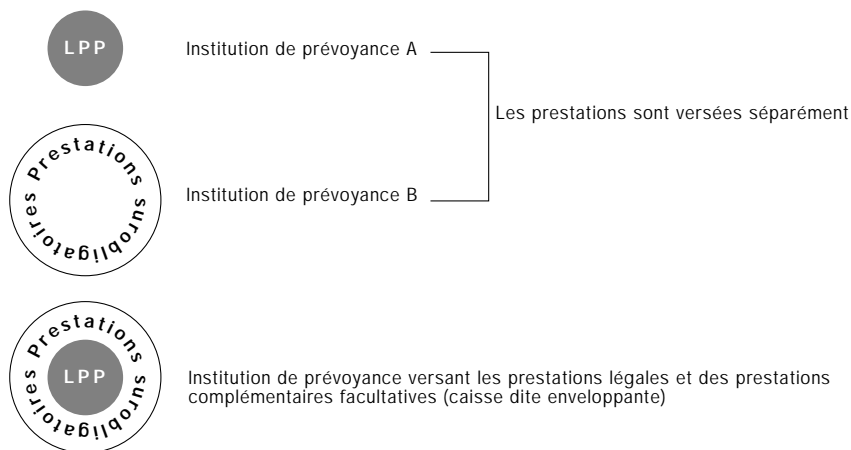 LPP
Institution de prévoyance A
Les prestations sont versées séparément
Prestations surobligatoires
Institution de prévoyance B
Prestations surobligatoires
LPP
Institution de prévoyance versant les prestations légales et des prestations
complémentaires facultatives (caisse dite enveloppante)